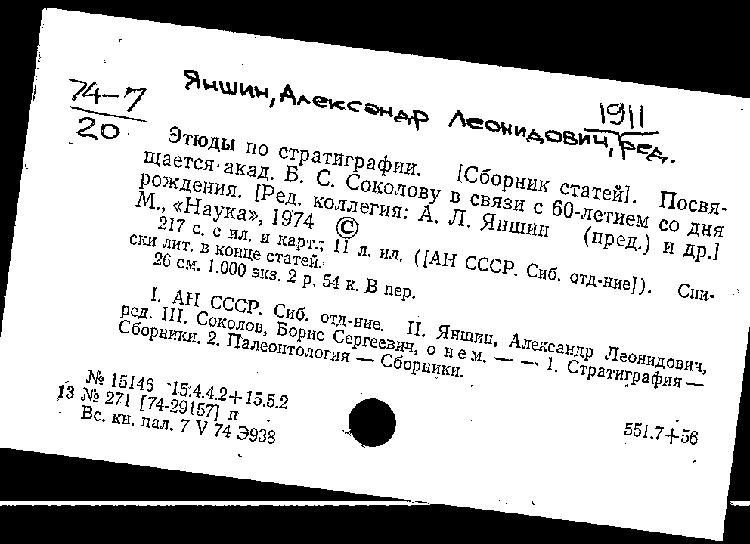 Яншин, Александр Леонидович, ред.
1911
74-7
20
Этюды по стратиграфии. [Сборник статей]. Посвя-
щается акад. Б. С. Соколову в связи с 60-летием со дня
рождения. [Ред. коллегия: А. Л. Яншин (пред.) и др.]
М., «Наука», 1974 ©
217 с. с ил. и карт.; 11 л. ил. ([АН СССР. Сиб. отд-ние]). Спи-
ски лит. в конце статей.
26 см. 1.000 экз. 2 р. 54 к. В пер.
I. АН СССР. Сиб. отд-ние. II. Яншин, Александр Леонидович,
ред. III. Соколов, Борис Сергеевич, о нем. — — 1. Стратиграфия —
Сборники. 2. Палеонтология — Сборники.
№ 15146 15.4.4.2+15.5.2
13 № 271 [74-29157] п
Вс. кн. пал. 7 V 74 Э938
551.7+56